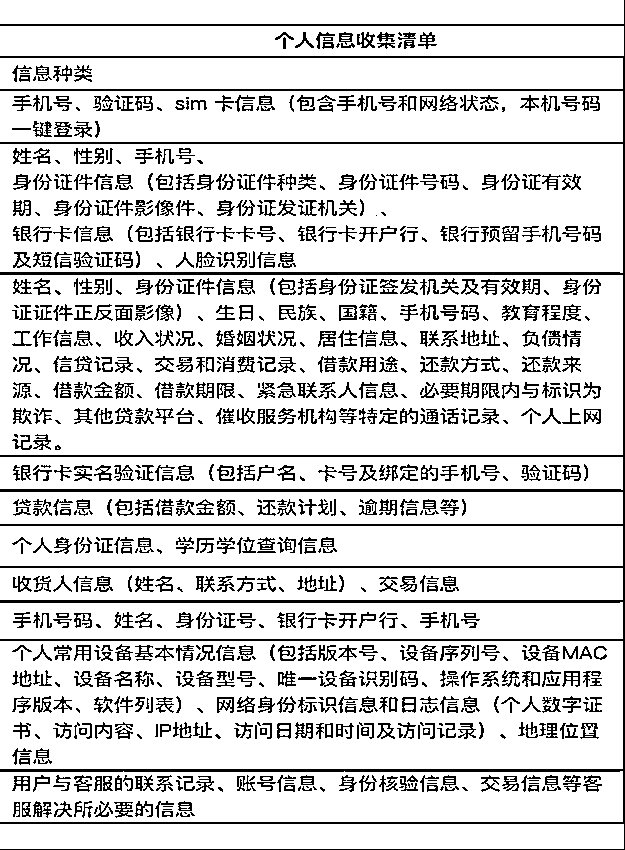 个人信息收集清单
信息种类
手机号、验证码、sim 卡信息（包含手机号和网络状态，本机号码
一键登录）
姓名、性别、手机号、
身份证件信息（包括身份证件种类、身份证件号码、身份证有效
期、身份证件影像件、身份证发证机关）、
银行卡信息（包括银行卡卡号、银行卡开户行、银行预留手机号码
及短信验证码）、人脸识别信息
姓名、性别、身份证件信息（包括身份证签发机关及有效期、身份
证证件正反面影像）、生日、民族、国籍、手机号码、教育程度、
工作信息、收入状况、婚姻状况、居住信息、联系地址、负债情
况、信贷记录、交易和消费记录、借款用途、还款方式、还款来
源、借款金额、借款期限、紧急联系人信息、必要期限内与标识为
欺诈、其他贷款平台、催收服务机构等特定的通话记录、个人上网
记录。
银行卡实名验证信息（包括户名、卡号及绑定的手机号、验证码）
贷款信息（包括借款金额、还款计划、逾期信息等）
个人身份证信息、学历学位查询信息
收货人信息（姓名、联系方式、地址）、交易信息
手机号码、姓名、身份证号、银行卡开户行、手机号
个人常用设备基本情况信息（包括版本号、设备序列号、设备MAC
地址、设备名称、设备型号、唯一设备识别码、操作系统和应用程
序版本、软件列表）、网络身份标识信息和日志信息（个人数字证
书、访问内容、IP地址、访问日期和时间及访问记录）、地理位置
信息
用户与客服的联系记录、账号信息、身份核验信息、交易信息等客
服解决所必要的信息